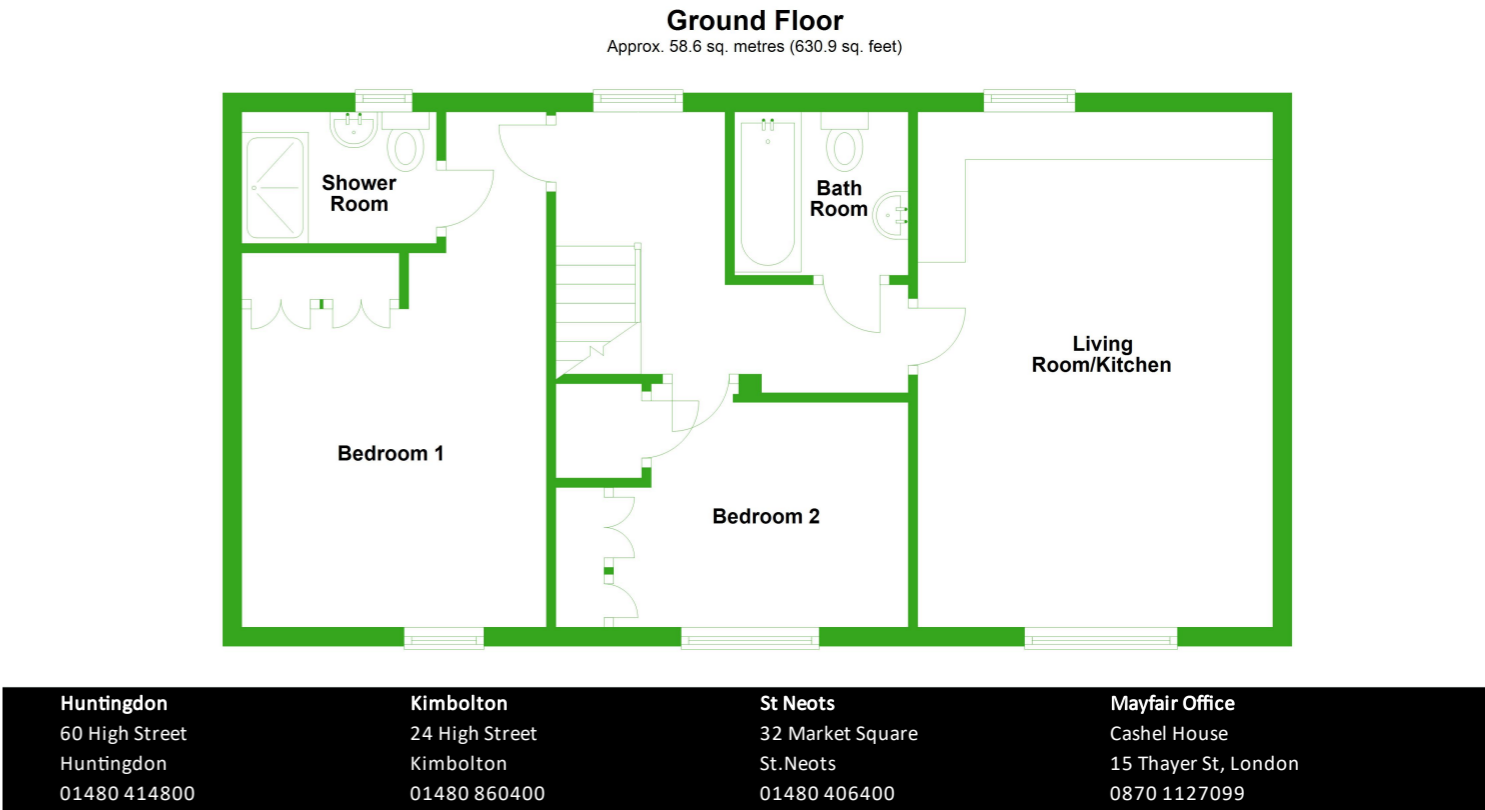 Ground Floor
Approx. 58.6 sq. metres (630.9 sq. feet)
Shower
Room
Bath
Room
Living
Room/Kitchen
Bedroom 1
Bedroom 2
Huntingdon
60 High Street
Huntingdon
01480 414800
Kimbolton
24 High Street
Kimbolton
01480 860400
St Neots
32 Market Square
St.Neots
01480 406400
Mayfair Office
Cashel House
15 Thayer St, London
0870 1127099